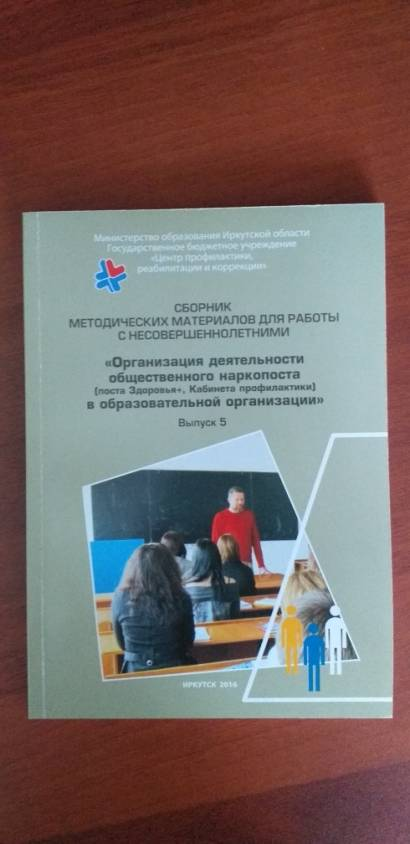 Министерство образования Иркутской области
Государственное бюджетное учреждение
«Центр профилактики,
реабилитации и коррекции»
СБОРНИК
МЕТОДИЧЕСКИХ МАТЕРИАЛОВ ДЛЯ РАБОТЫ
С НЕСОВЕРШЕННОЛЕТНИМИ
«Организация деятельности
общественного наркопоста
(поста Здоровья+, Кабинета профилактики)
в образовательной организации»
Выпуск 5
ИРКУТСК 2016